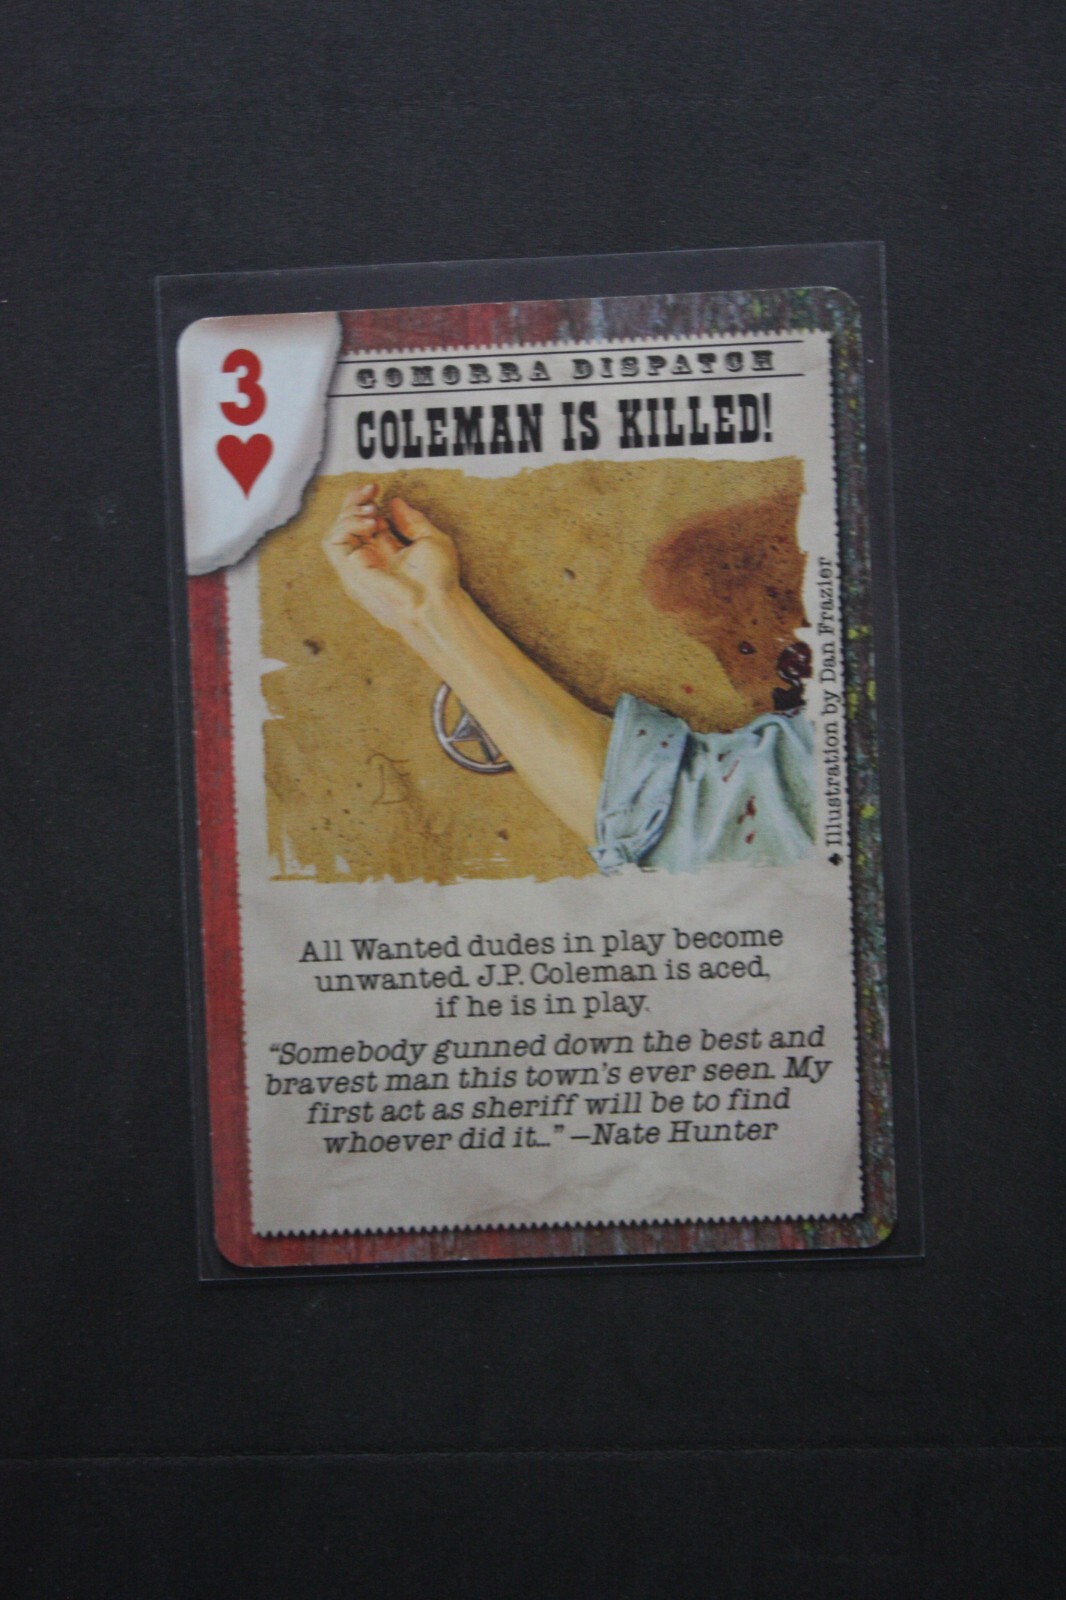 3
GOMORRA DISPATCH
COLEMAN IS KILLED!
♠ Illustration by Dan Frazier
DF
All Wanted dudes in play become
unwanted. J.P. Coleman is aced,
if he is in play.
“Somebody gunned down the best and
bravest man this town's ever seen. My
first act as sheriff will be to find
whoever did it...” —Nate Hunter